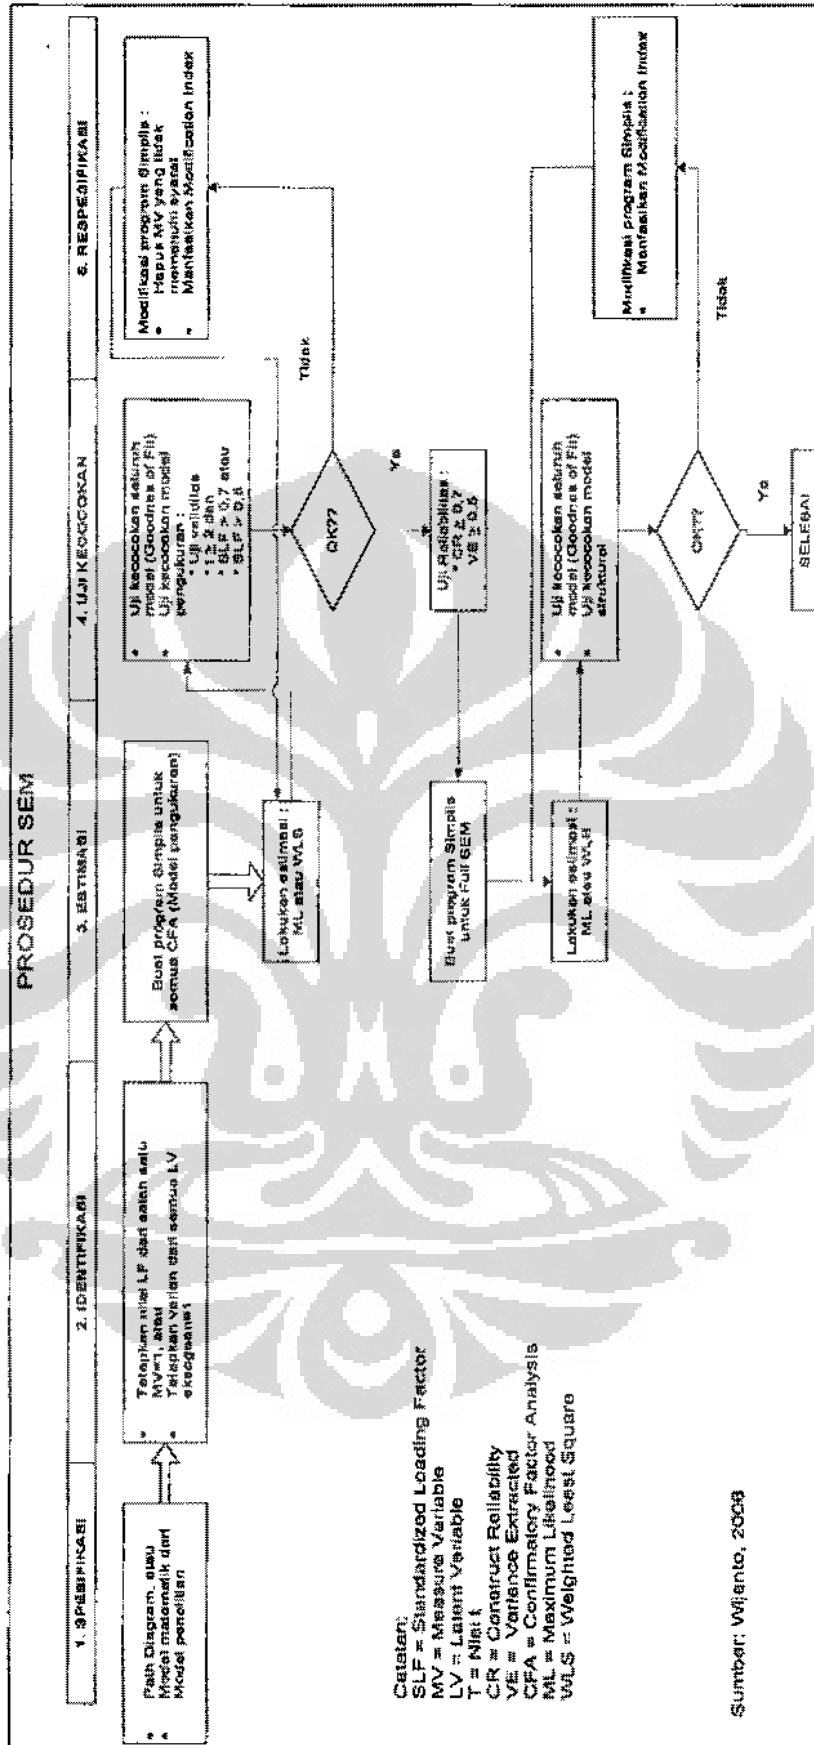 PROSEDUR SEM
1. SPESIFIKASI
2. IDENTIFIKASI
3. ESTIMASI
4. UJI KECOCOKAN
5. RESPESIFIKASI
* Path Diagram, atau
* Model matematik dari
Model penelitian
* Tetapkan nilai LF dari salah satu
MV=1, atau
* Tetapkan varian dari semua LV
eksogen=1
Buat program Simplis untuk
semua CFA (Model pengukuran)
Lakukan estimasi :
ML atau WLS
* Uji kecocokan seluruh
model (Goodnes of Fit)
* Uji kecocokan model
pengukuran :
* Uji validitas
* t ≥ 2 dan
* SLF > 0,7 atau
* SLF > 0,5
Modifikasi program Simplis :
* Hapus MV yang tidak
memenuhi syarat
* Manfaatkan Modification Index
OK??
Tidak
Ya
Uji Reliabilitas :
* CR ≥ 0,7
VE ≥ 0,5
Buat program Simplis
untuk Full SEM
Lakukan estimasi :
ML atau WLS
* Uji kecocokan seluruh
model (Goodnes of Fit)
* Uji kecocokan model
struktural
Modifikasi program Simplis :
* Manfaatkan Modification Index
OK??
Tidak
Ya
SELESAI
Catatan:
SLF = Standardized Loading Factor
MV = Measure Variable
LV = Latent Variable
T = Nilai t
CR = Construct Reliability
VE = Variance Extracted
CFA = Confirmatory Factor Analysis
ML = Maximum Likelihood
WLS = Weighted Least Square
Sumber: Wijanto, 2008